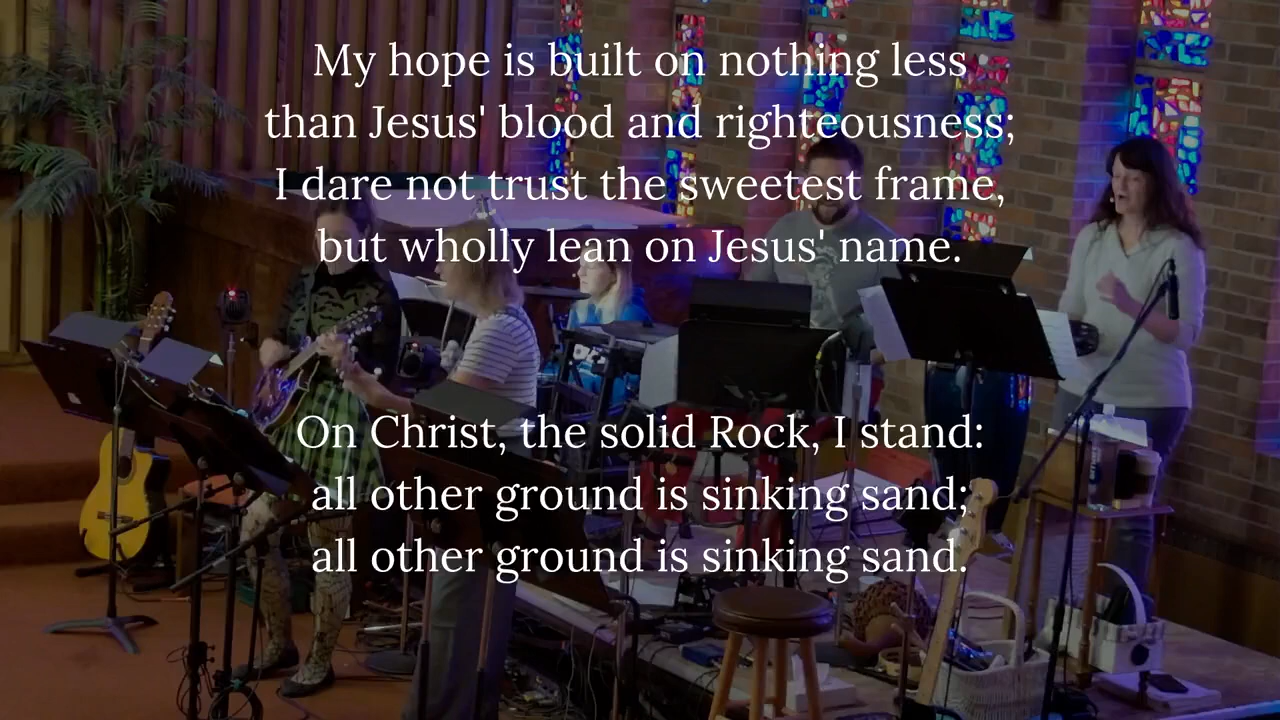 My hope is built on nothing less
than Jesus' blood and righteousness;
I dare not trust the sweetest frame,
but wholly lean on Jesus' name.
On Christ, the solid Rock, I stand:
all other ground is sinking sand;
all other ground is sinking sand.